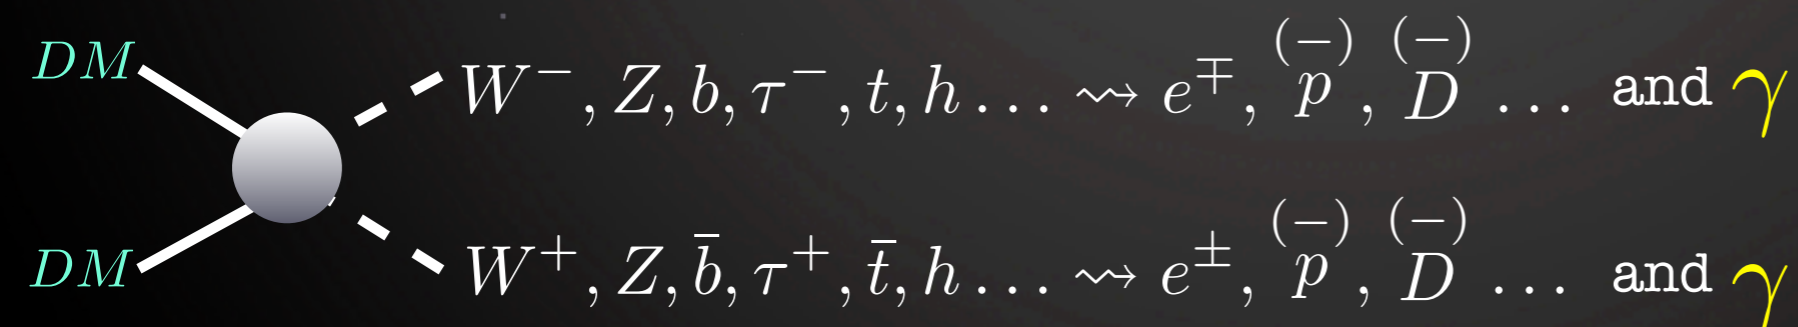 DM W⁻, Z, b, τ⁻, t, h ... ⇝ e^∓, p^(−), D^(−) ... and γ
DM W⁺, Z, b̄, τ⁺, t̄, h ... ⇝ e^±, p^(−), D^(−) ... and γ